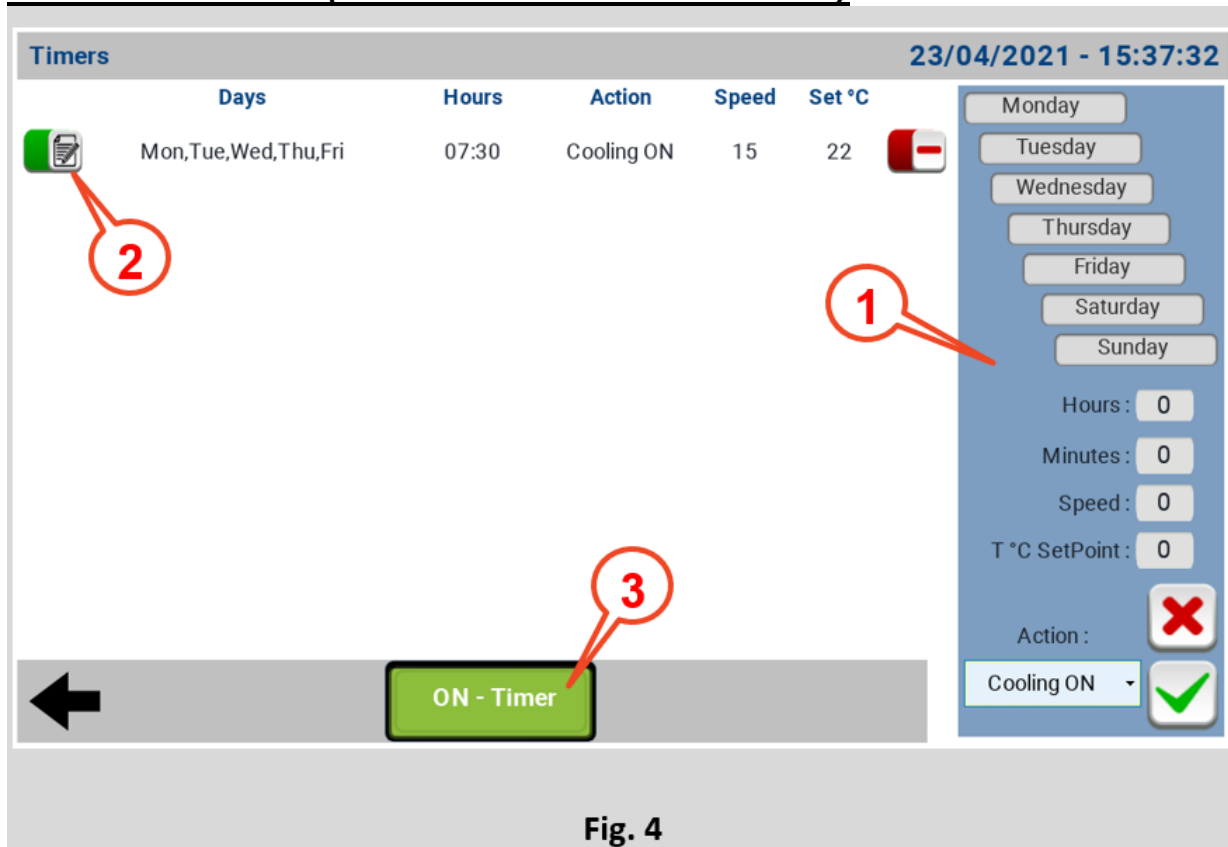 Timers
23/04/2021 - 15:37:32
Days Hours Action Speed Set °C
Mon,Tue,Wed,Thu,Fri 07:30 Cooling ON 15 22
2
1
3
ON - Timer
Monday
Tuesday
Wednesday
Thursday
Friday
Saturday
Sunday
Hours : 0
Minutes : 0
Speed : 0
T °C SetPoint : 0
Action :
Cooling ON
Fig. 4